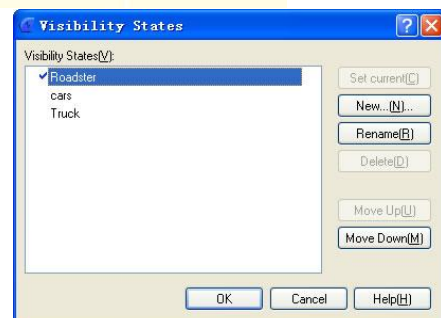 Visibility States
Visibility States(V):
Roadster
cars
Truck
Set current(C)
New...(N)...
Rename(R)
Delete(D)
Move Up(U)
Move Down(M)
OK
Cancel
Help(H)